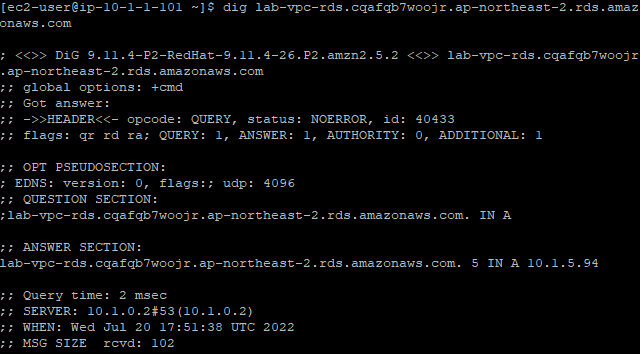 [ec2-user@ip-10-1-1-101 ~]$ dig lab-vpc-rds.cqafqb7woojr.ap-northeast-2.rds.amaz
onaws.com

; <<>> DiG 9.11.4-P2-RedHat-9.11.4-26.P2.amzn2.5.2 <<>> lab-vpc-rds.cqafqb7woojr
.ap-northeast-2.rds.amazonaws.com
;; global options: +cmd
;; Got answer:
;; ->>HEADER<<- opcode: QUERY, status: NOERROR, id: 40433
;; flags: qr rd ra; QUERY: 1, ANSWER: 1, AUTHORITY: 0, ADDITIONAL: 1

;; OPT PSEUDOSECTION:
; EDNS: version: 0, flags:; udp: 4096
;; QUESTION SECTION:
;lab-vpc-rds.cqafqb7woojr.ap-northeast-2.rds.amazonaws.com. IN A

;; ANSWER SECTION:
lab-vpc-rds.cqafqb7woojr.ap-northeast-2.rds.amazonaws.com. 5 IN A 10.1.5.94

;; Query time: 2 msec
;; SERVER: 10.1.0.2#53(10.1.0.2)
;; WHEN: Wed Jul 20 17:51:38 UTC 2022
;; MSG SIZE  rcvd: 102